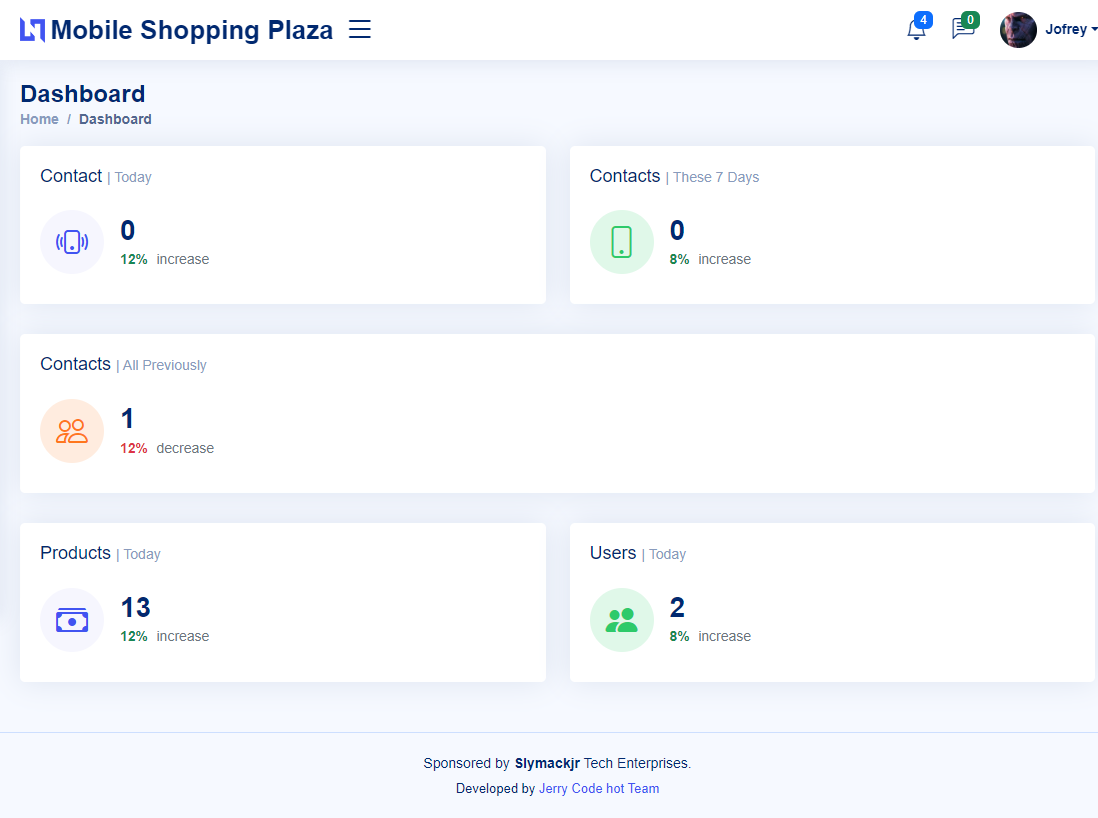 Mobile Shopping Plaza 4 0 Jofrey
Dashboard
Home / Dashboard
Contact | Today
0
12% increase
Contacts | These 7 Days
0
8% increase
Contacts | All Previously
1
12% decrease
Products | Today
13
12% increase
Users | Today
2
8% increase
Sponsored by Slymackjr Tech Enterprises.
Developed by Jerry Code hot Team